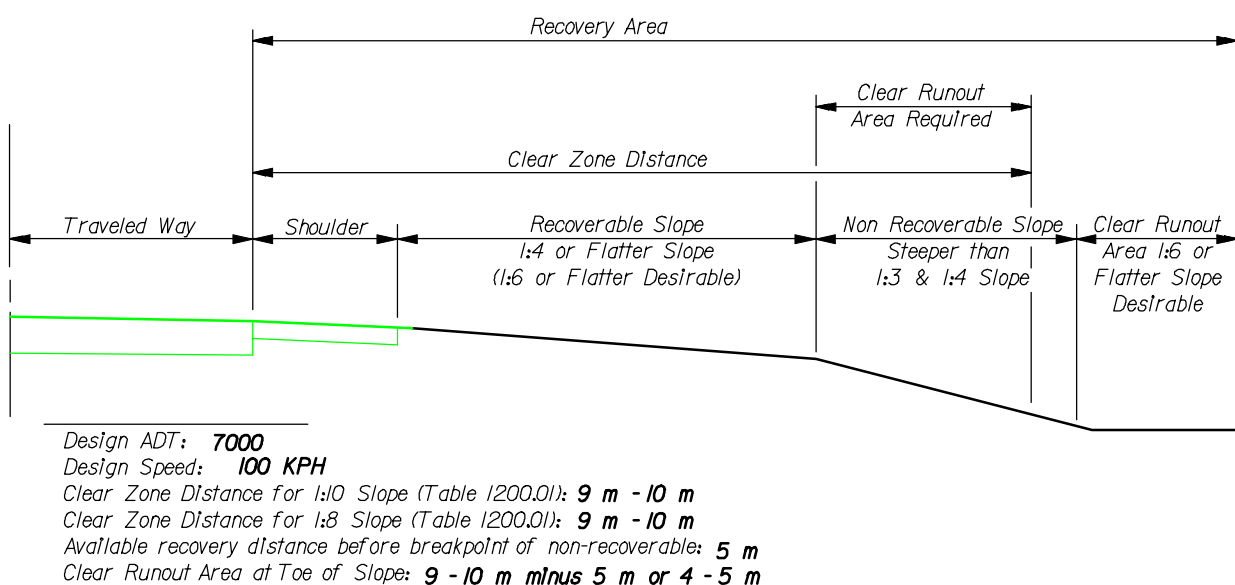 Recovery Area
Clear Runout
Area Required
Clear Zone Distance
Traveled Way
Shoulder
Recoverable Slope
1:4 or Flatter Slope
(1:6 or Flatter Desirable)
Non Recoverable Slope
Steeper than
1:3 & 1:4 Slope
Clear Runout
Area 1:6 or
Flatter Slope
Desirable
Design ADT: 7000
Design Speed: 100 KPH
Clear Zone Distance for 1:10 Slope (Table 1200.01): 9 m - 10 m
Clear Zone Distance for 1:8 Slope (Table 1200.01): 9 m - 10 m
Available recovery distance before breakpoint of non-recoverable: 5 m
Clear Runout Area at Toe of Slope: 9 - 10 m minus 5 m or 4 - 5 m